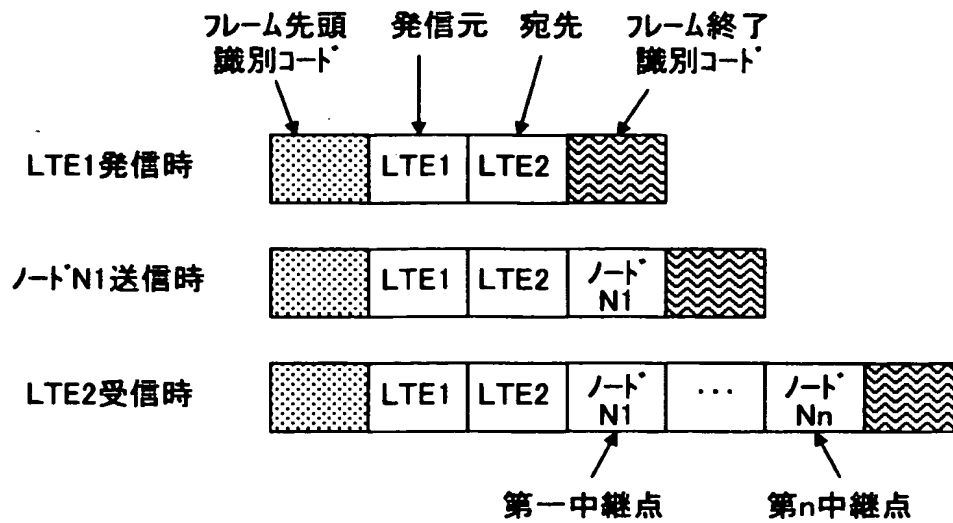 フレーム先頭
識別コード
発信元
宛先
フレーム終了
識別コード
LTE1発信時
LTE1
LTE2
ノードN1送信時
LTE1
LTE2
ノード
N1
LTE2受信時
LTE1
LTE2
ノード
N1
...
ノード
Nn
第一中継点
第n中継点